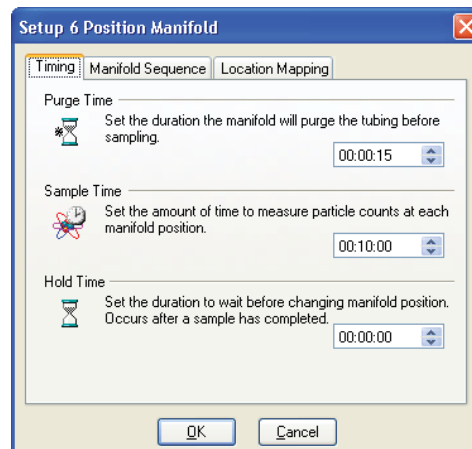 Setup 6 Position Manifold
Timing Manifold Sequence Location Mapping
Purge Time
Set the duration the manifold will purge the tubing before
sampling.
00:00:15
Sample Time
Set the amount of time to measure particle counts at each
manifold position.
00:10:00
Hold Time
Set the duration to wait before changing manifold position.
Occurs after a sample has completed.
00:00:00
OK Cancel